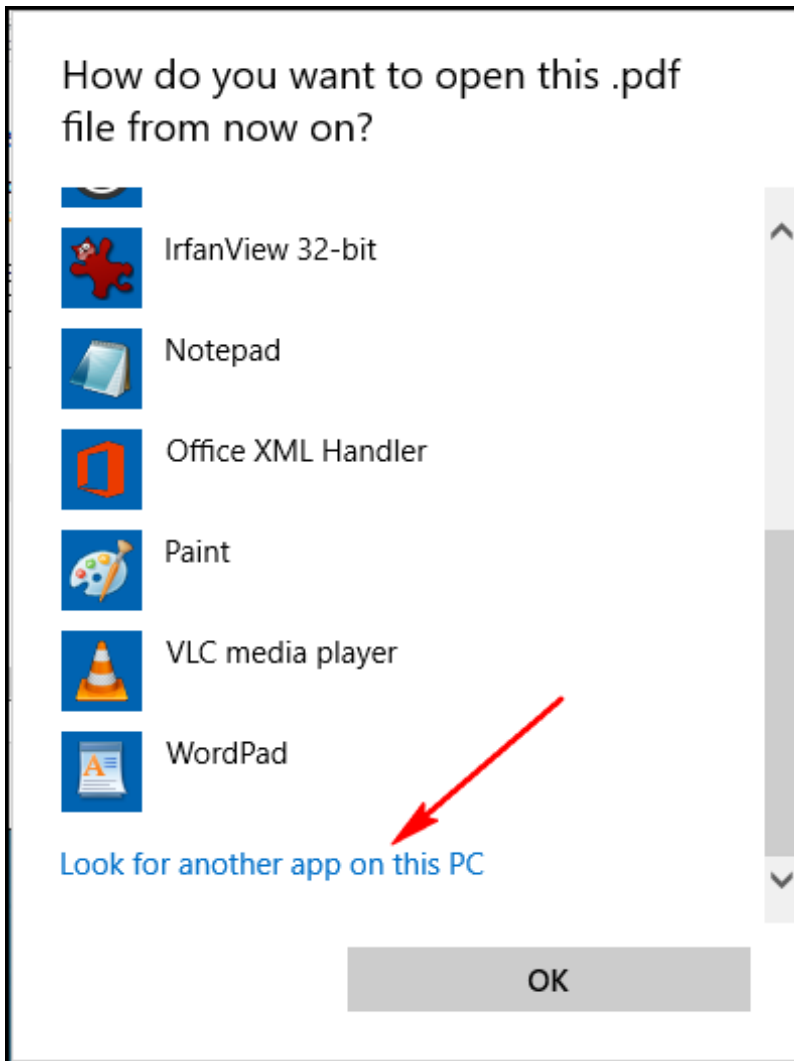 How do you want to open this .pdf
file from now on?
IrfanView 32-bit
Notepad
Office XML Handler
Paint
VLC media player
WordPad
Look for another app on this PC
OK